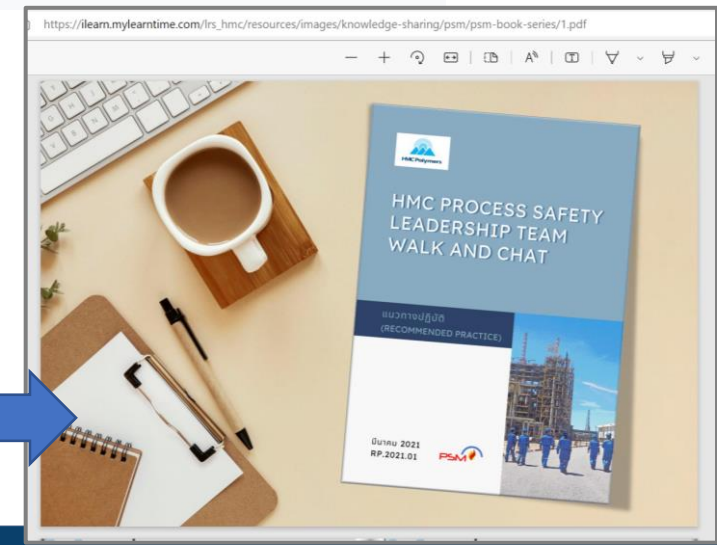 https://ilearn.mylearntime.com/lrs_hmc/resources/images/knowledge-sharing/psm/psm-book-series/1.pdf
HMC Polymers
HMC PROCESS SAFETY
LEADERSHIP TEAM
WALK AND CHAT
แนวทางปฏิบัติ
(RECOMMENDED PRACTICE)
มีนาคม 2021
RP.2021.01
PSM